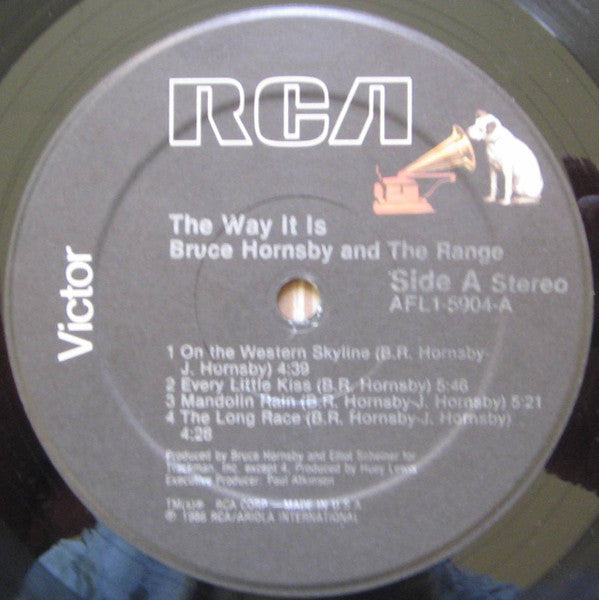 RCA
Victor
The Way It Is
Bruce Hornsby and The Range
Side A Stereo
AFL1-5904-A
1 On the Western Skyline (B.R. Hornsby-
J. Hornsby) 4:39
2 Every Little Kiss (B.R. Hornsby) 5:46
3 Mandolin Rain (B.R. Hornsby-J. Hornsby) 5:21
4 The Long Race (B.R. Hornsby-J. Hornsby)
4:26
Produced by Bruce Hornsby and Elliot Scheiner for
Trackman, Inc. except 4, Produced by Huey Lewis
Executive Producer: Paul Atkinson
RCA CORP.—MADE IN U.S.A.
℗ 1986 RCA/ARIOLA INTERNATIONAL